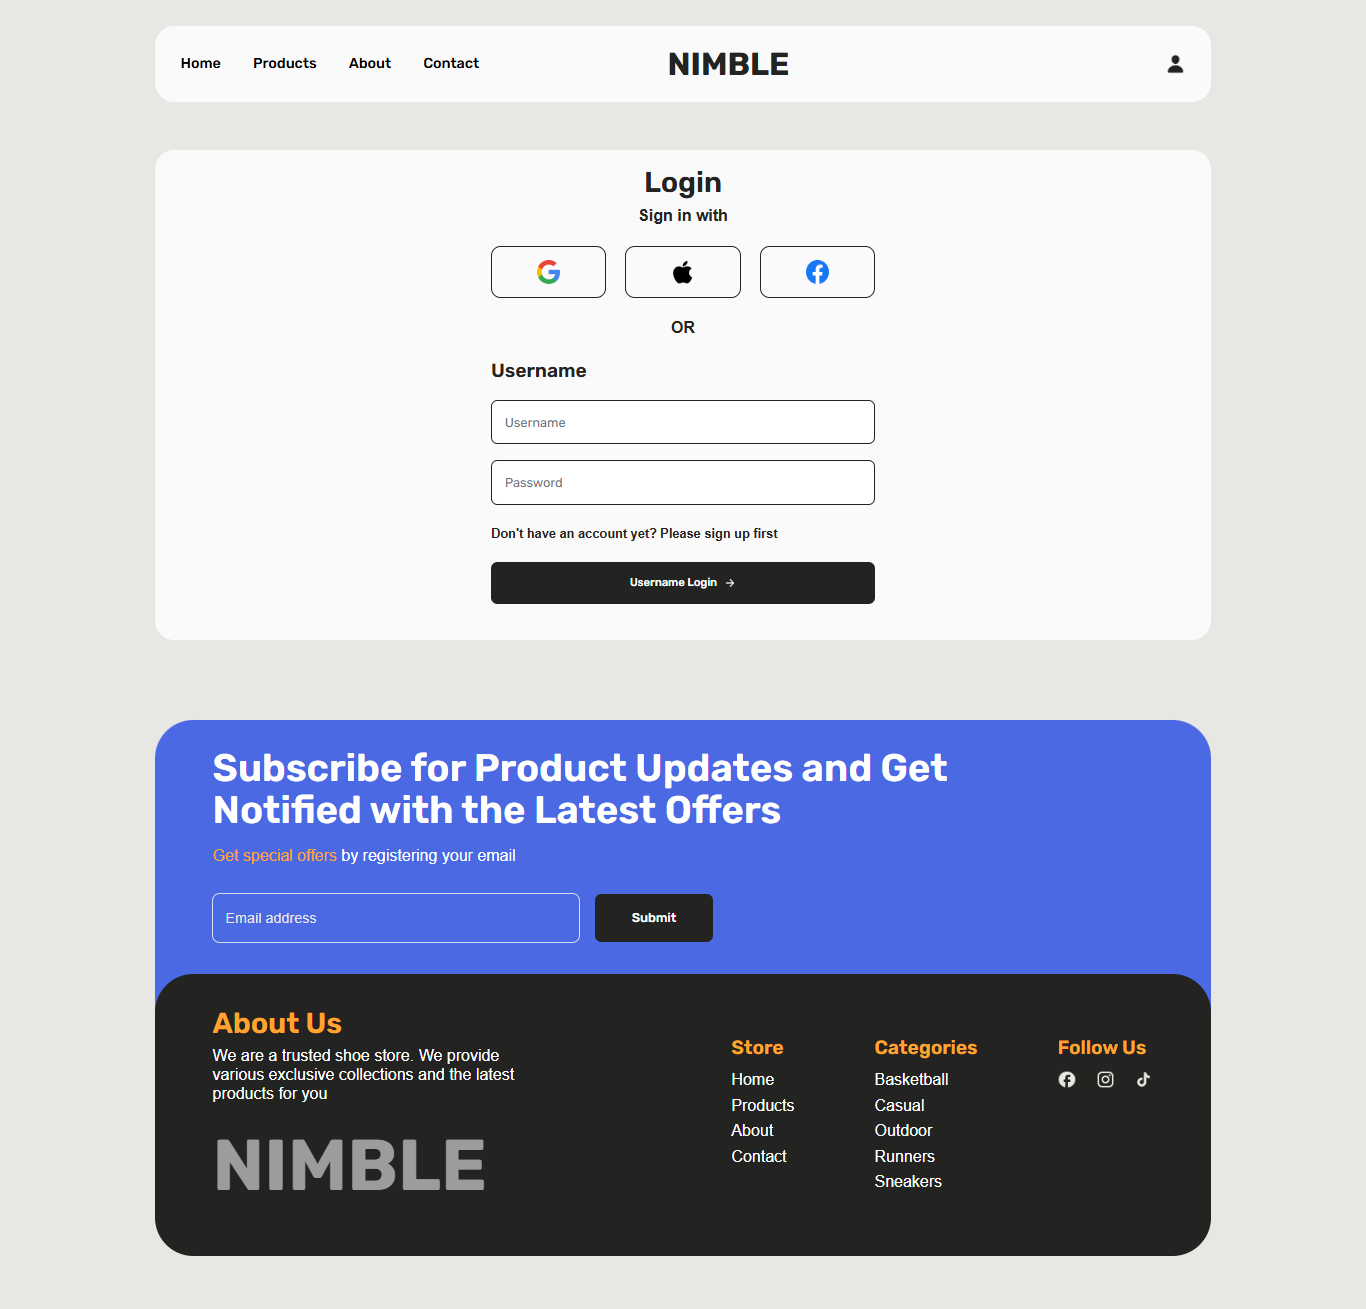 Home Products About Contact NIMBLE
Login
Sign in with
OR
Username
Username
Password
Don't have an account yet? Please sign up first
Username Login →
Subscribe for Product Updates and Get
Notified with the Latest Offers
Get special offers by registering your email
Email address Submit
About Us
We are a trusted shoe store. We provide
various exclusive collections and the latest
products for you
NIMBLE
Store
Home
Products
About
Contact
Categories
Basketball
Casual
Outdoor
Runners
Sneakers
Follow Us